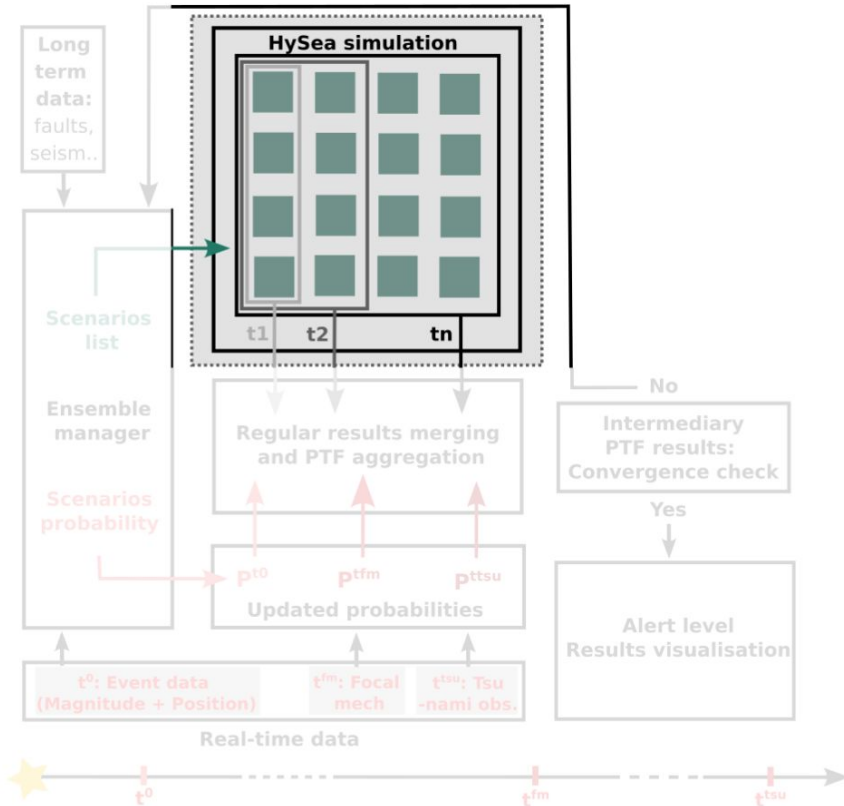 HySea simulation
Long
term
data:
faults,
seism..
t1 t2 tn
Scenarios
list
Ensemble
manager
Scenarios
probability
Regular results merging
and PTF aggregation
No
Intermediary
PTF results:
Convergence check
Yes
P^t0 P^tfm P^ttsu
Updated probabilities
Alert level
Results visualisation
t⁰: Event data
(Magnitude + Position)
t^fm: Focal
mech
t^tsu: Tsu
-nami obs.
Real-time data
t⁰ t^fm t^tsu